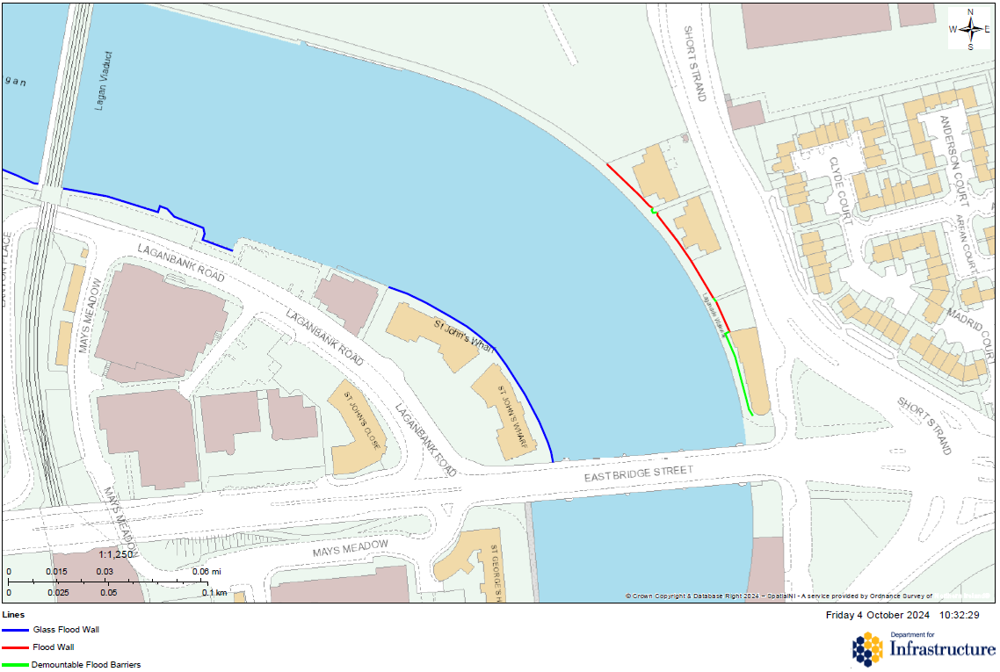 N
W E
S
gan
Lagan Viaduct
SHORT STRAND
ANDERSON COURT
CLYDE COURT
ARRAN COURT
MADRID COURT
LAGANBANK ROAD
MAYS MEADOW
LAGANBANK ROAD
St John's Wharf
ST JOHN'S CLOSE
ST JOHN'S WHARF
LAGANBANK ROAD
SHORT STRAND
EAST BRIDGE STREET
MAYS MEADOW
MAYS MEADOW
ST GEORGE'S H
1:1,250
0 0.015 0.03 0.06 mi
0 0.025 0.05 0.1 km
© Crown Copyright & Database Right 2024 – SpatialNI - A service provided by Ordnance Survey of
Lines
Glass Flood Wall
Flood Wall
Demountable Flood Barriers
Friday 4 October 2024 10:32:29
Department for
Infrastructure